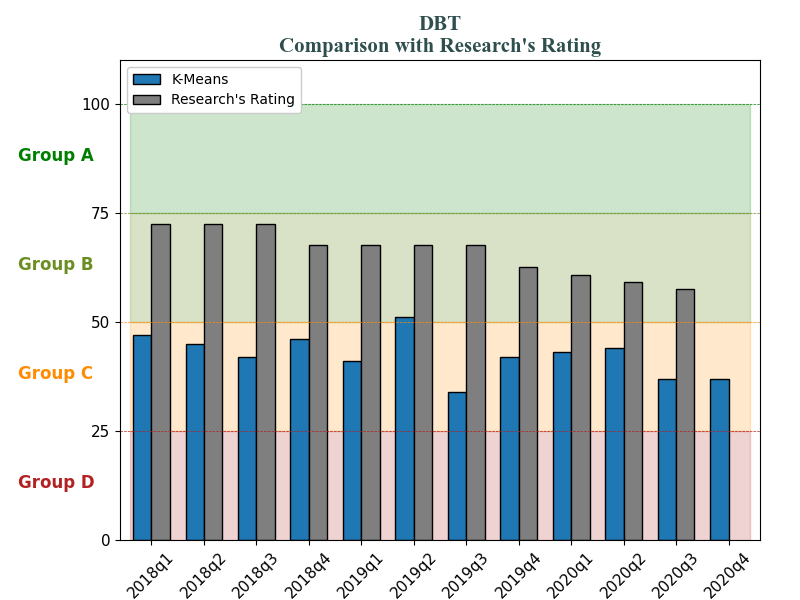 DBT
Comparison with Research's Rating
K-Means
Research's Rating
100
Group A
75
Group B
50
Group C
25
Group D
0
2018q1
2018q2
2018q3
2018q4
2019q1
2019q2
2019q3
2019q4
2020q1
2020q2
2020q3
2020q4